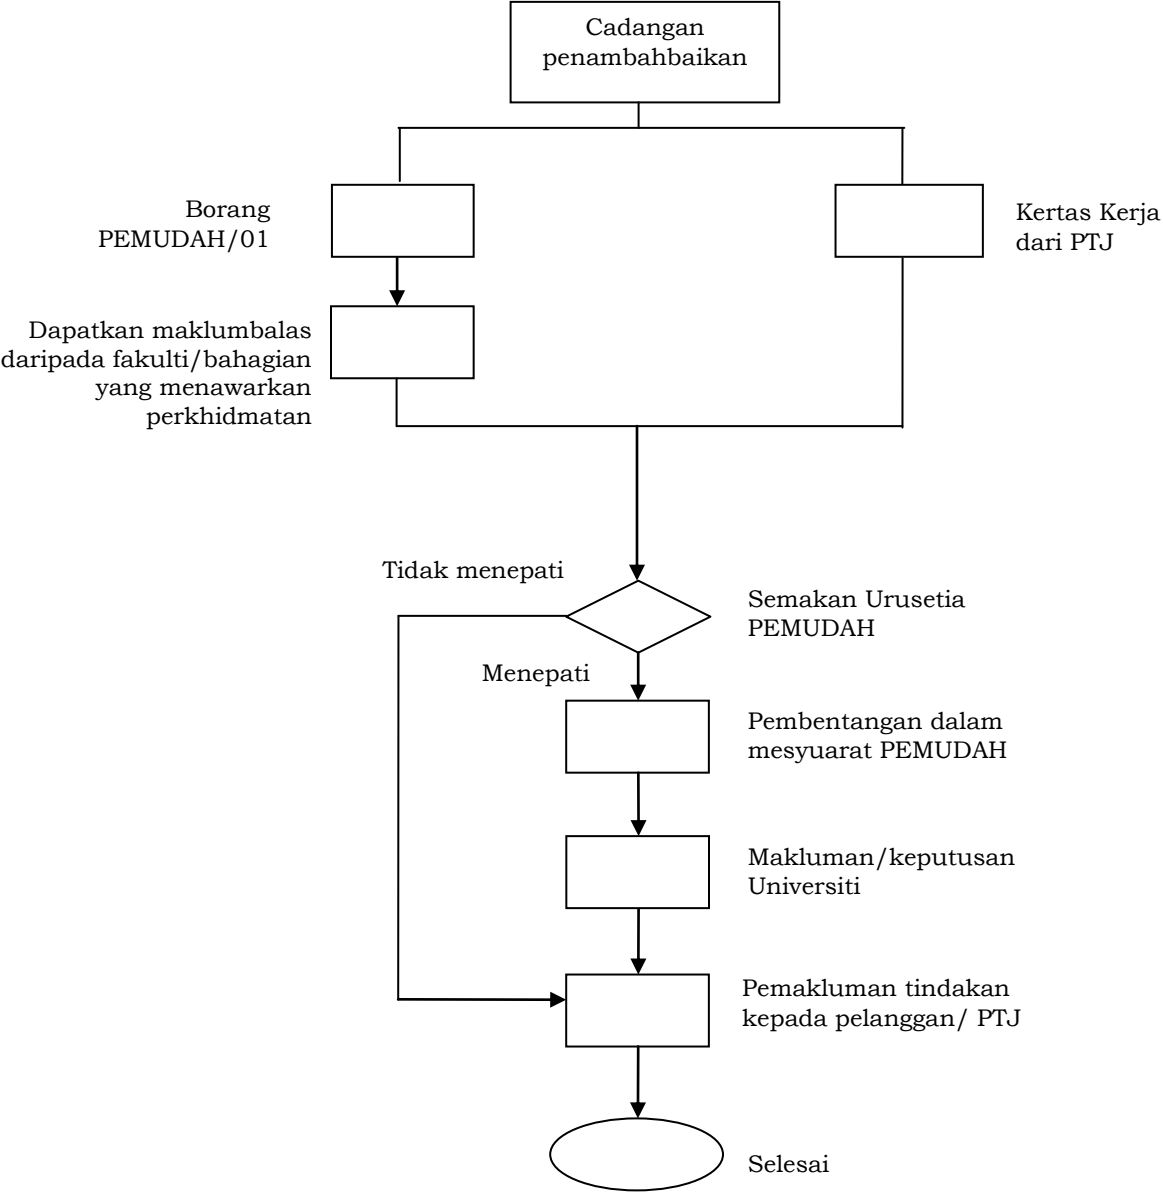 Cadangan
penambahbaikan
Borang
PEMUDAH/01
Kertas Kerja
dari PTJ
Dapatkan maklumbalas
daripada fakulti/bahagian
yang menawarkan
perkhidmatan
Tidak menepati
Semakan Urusetia
PEMUDAH
Menepati
Pembentangan dalam
mesyuarat PEMUDAH
Makluman/keputusan
Universiti
Pemakluman tindakan
kepada pelanggan/ PTJ
Selesai